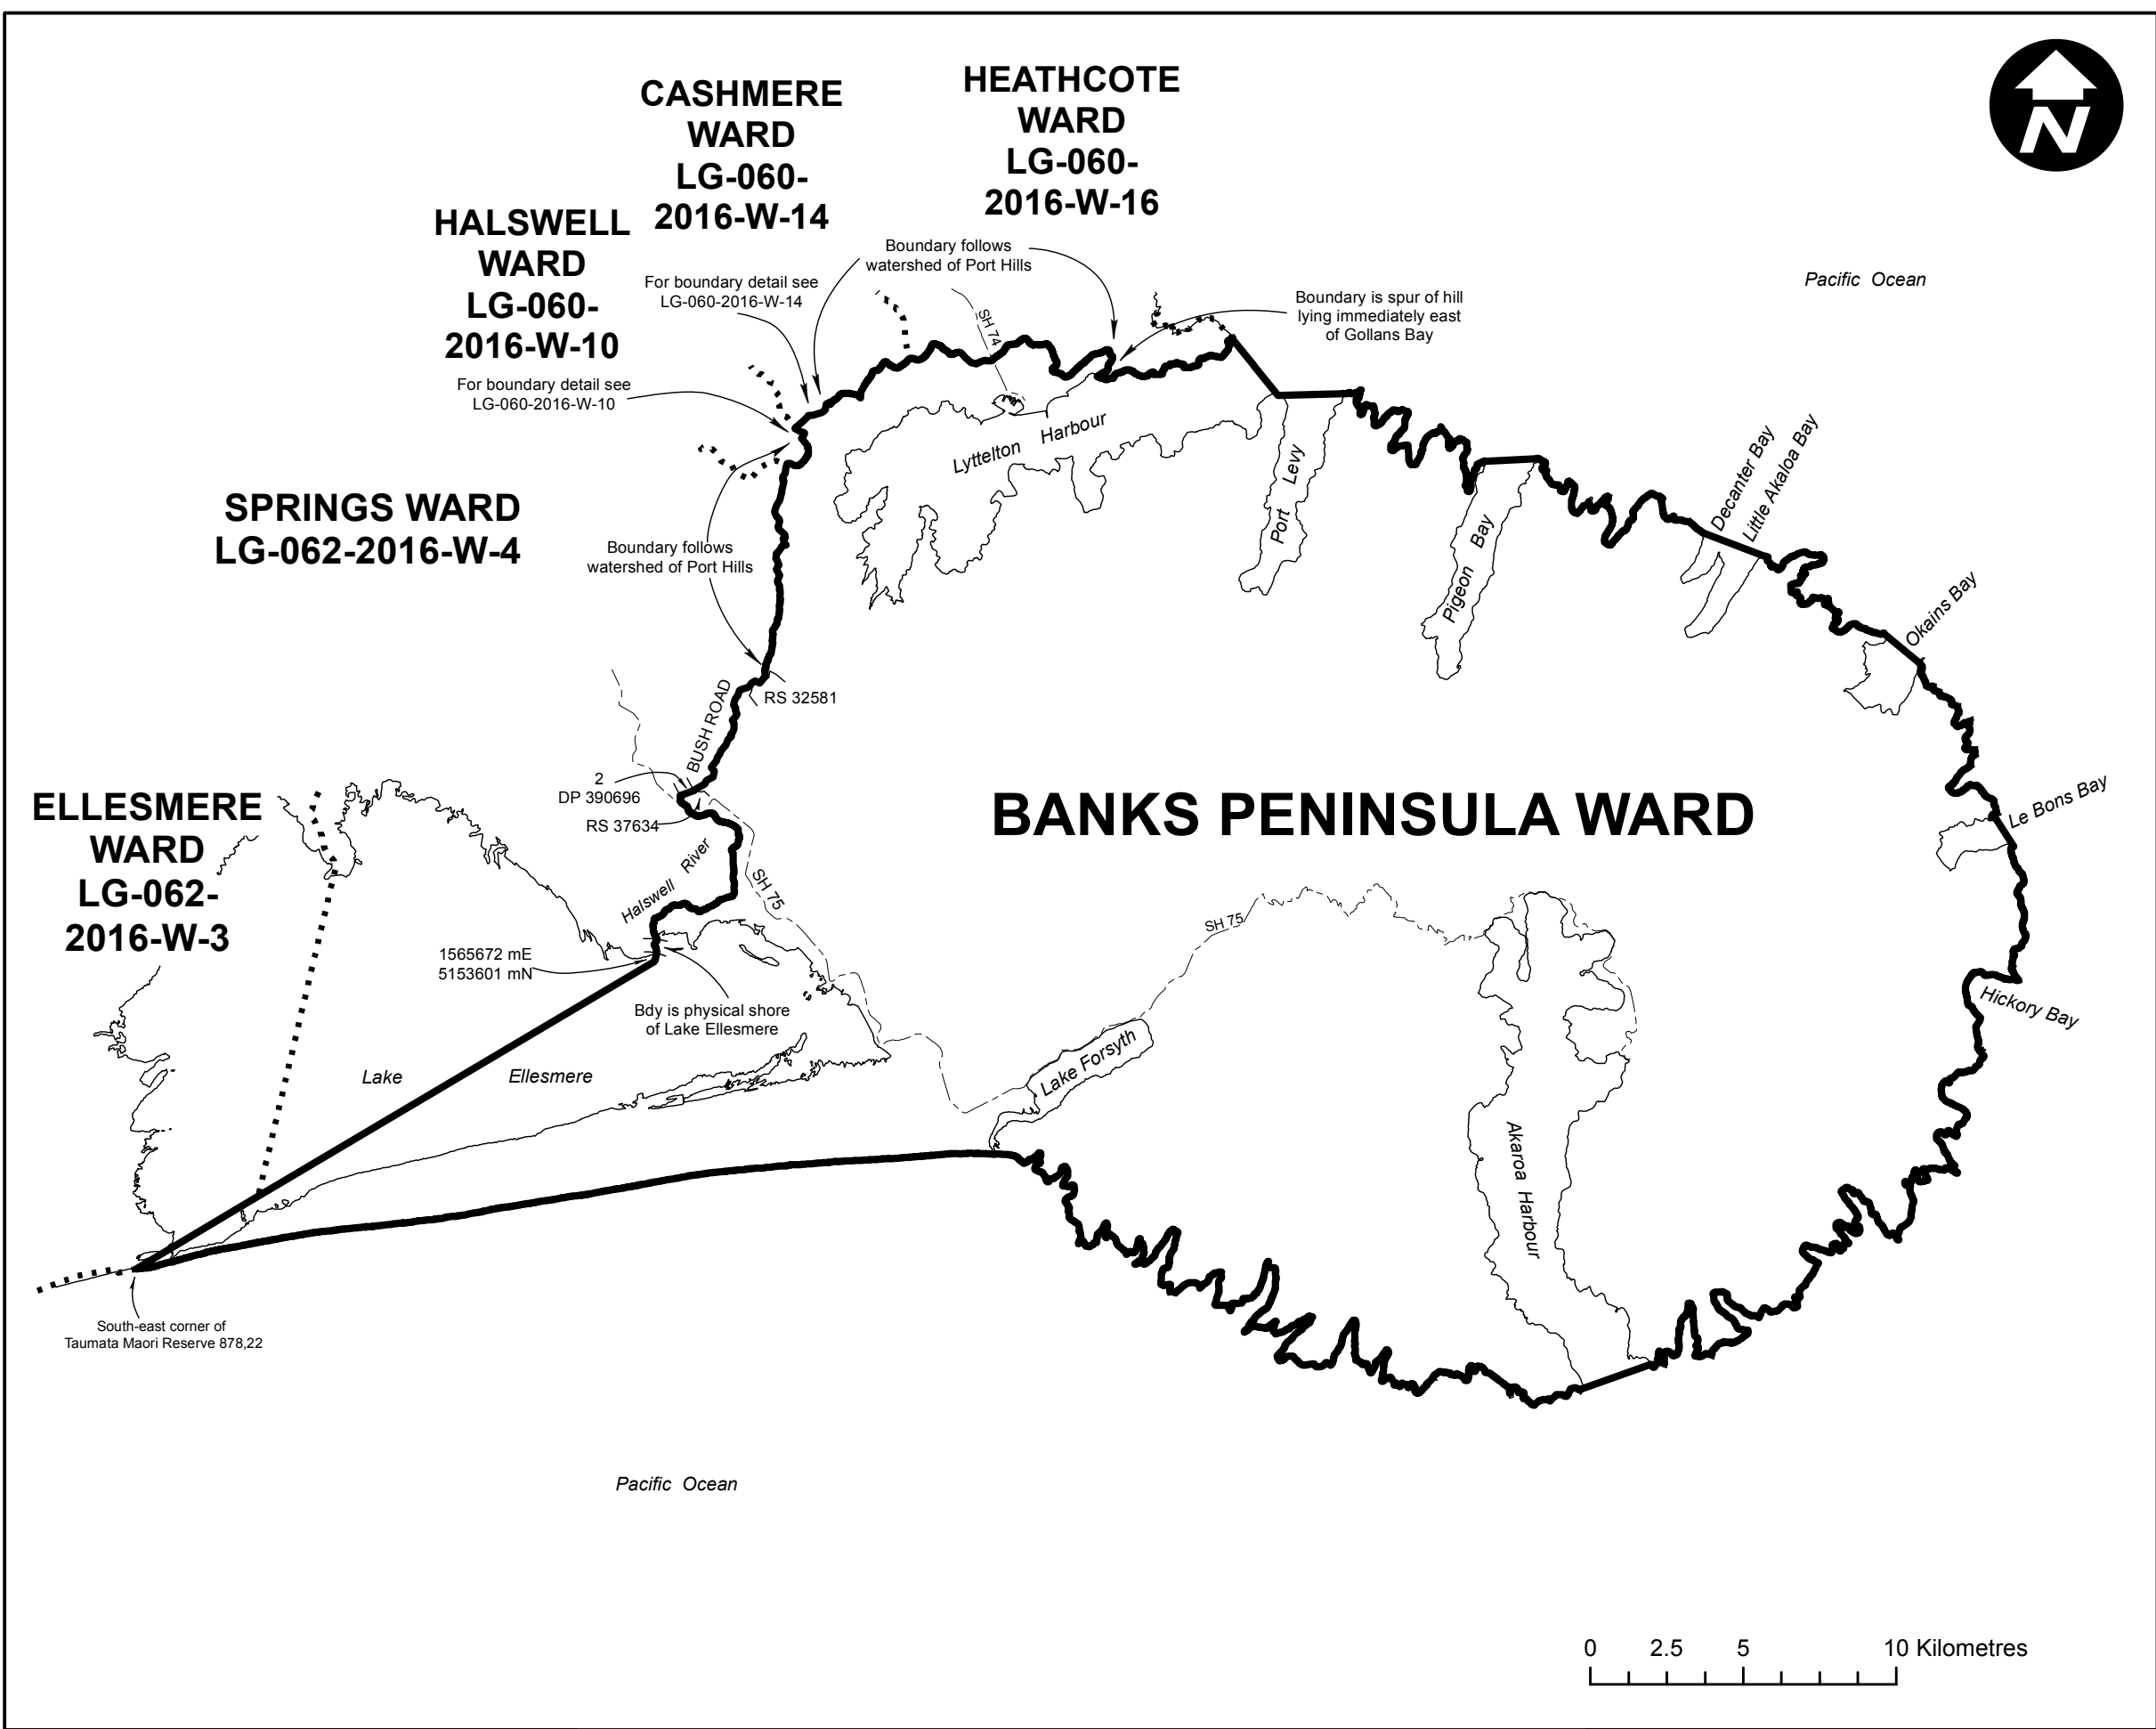 HEATHCOTE
WARD
LG-060-
2016-W-16
CASHMERE
WARD
LG-060-
2016-W-14
HALSWELL
WARD
LG-060-
2016-W-10
N
Boundary follows
watershed of Port Hills
For boundary detail see
LG-060-2016-W-14
Pacific Ocean
Boundary is spur of hill
lying immediately east
of Gollans Bay
SH 74
For boundary detail see
LG-060-2016-W-10
Lyttelton Harbour
Port Levy
Pigeon Bay
Decanter Bay
Little Akaloa Bay
Okains Bay
SPRINGS WARD
LG-062-2016-W-4
Boundary follows
watershed of Port Hills
RS 32581
BUSH ROAD
2
DP 390696
RS 37634
ELLESMERE
WARD
LG-062-
2016-W-3
BANKS PENINSULA WARD
Le Bons Bay
Halswell River
SH 75
SH 75
1565672 mE
5153601 mN
Bdy is physical shore
of Lake Ellesmere
Hickory Bay
Lake Forsyth
Lake Ellesmere
Akaroa Harbour
South-east corner of
Taumata Maori Reserve 878,22
Pacific Ocean
0 2.5 5 10 Kilometres